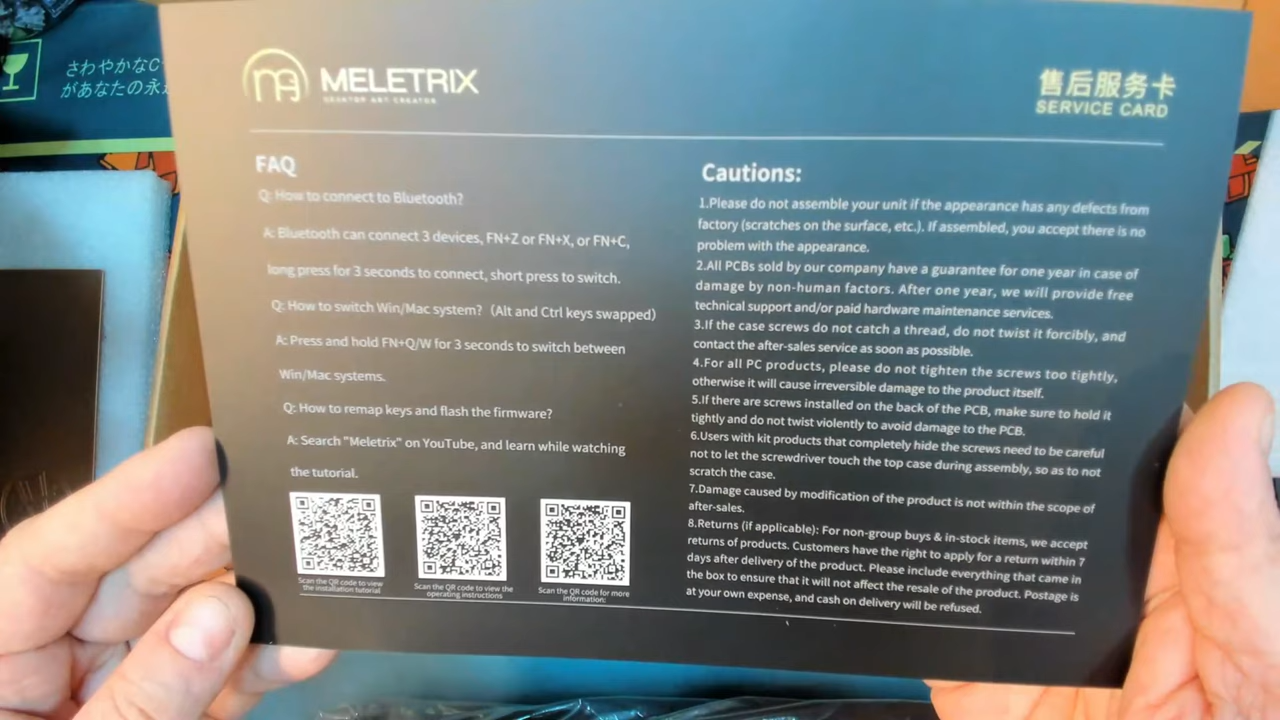 さわやかなC
があなたの永
MELETRIX
售后服务卡
SERVICE CARD
FAQ
Q: How to connect to Bluetooth?
A: Bluetooth can connect 3 devices, FN+Z or FN+X, or FN+C,
long press for 3 seconds to connect, short press to switch.
Q: How to switch Win/Mac system?（Alt and Ctrl keys swapped)
A: Press and hold FN+Q/W for 3 seconds to switch between
Win/Mac systems.
Q: How to remap keys and flash the firmware?
A: Search "Meletrix" on YouTube, and learn while watching
the tutorial.
Scan the QR code to view
the installation tutorial
Scan the QR code to view the
operating instructions
Scan the QR code for more
information:
Cautions:
1.Please do not assemble your unit if the appearance has any defects from
factory (scratches on the surface, etc.). If assembled, you accept there is no
problem with the appearance.
2.All PCBs sold by our company have a guarantee for one year in case of
damage by non-human factors. After one year, we will provide free
technical support and/or paid hardware maintenance services.
3.If the case screws do not catch a thread, do not twist it forcibly, and
contact the after-sales service as soon as possible.
4.For all PC products, please do not tighten the screws too tightly,
otherwise it will cause irreversible damage to the product itself.
5.If there are screws installed on the back of the PCB, make sure to hold it
tightly and do not twist violently to avoid damage to the PCB.
6.Users with kit products that completely hide the screws need to be careful
not to let the screwdriver touch the top case during assembly, so as to not
scratch the case.
7.Damage caused by modification of the product is not within the scope of
after-sales.
8.Returns (if applicable): For non-group buys & in-stock items, we accept
returns of products. Customers have the right to apply for a return within 7
days after delivery of the product. Please include everything that came in
the box to ensure that it will not affect the resale of the product. Postage is
at your own expense, and cash on delivery will be refused.